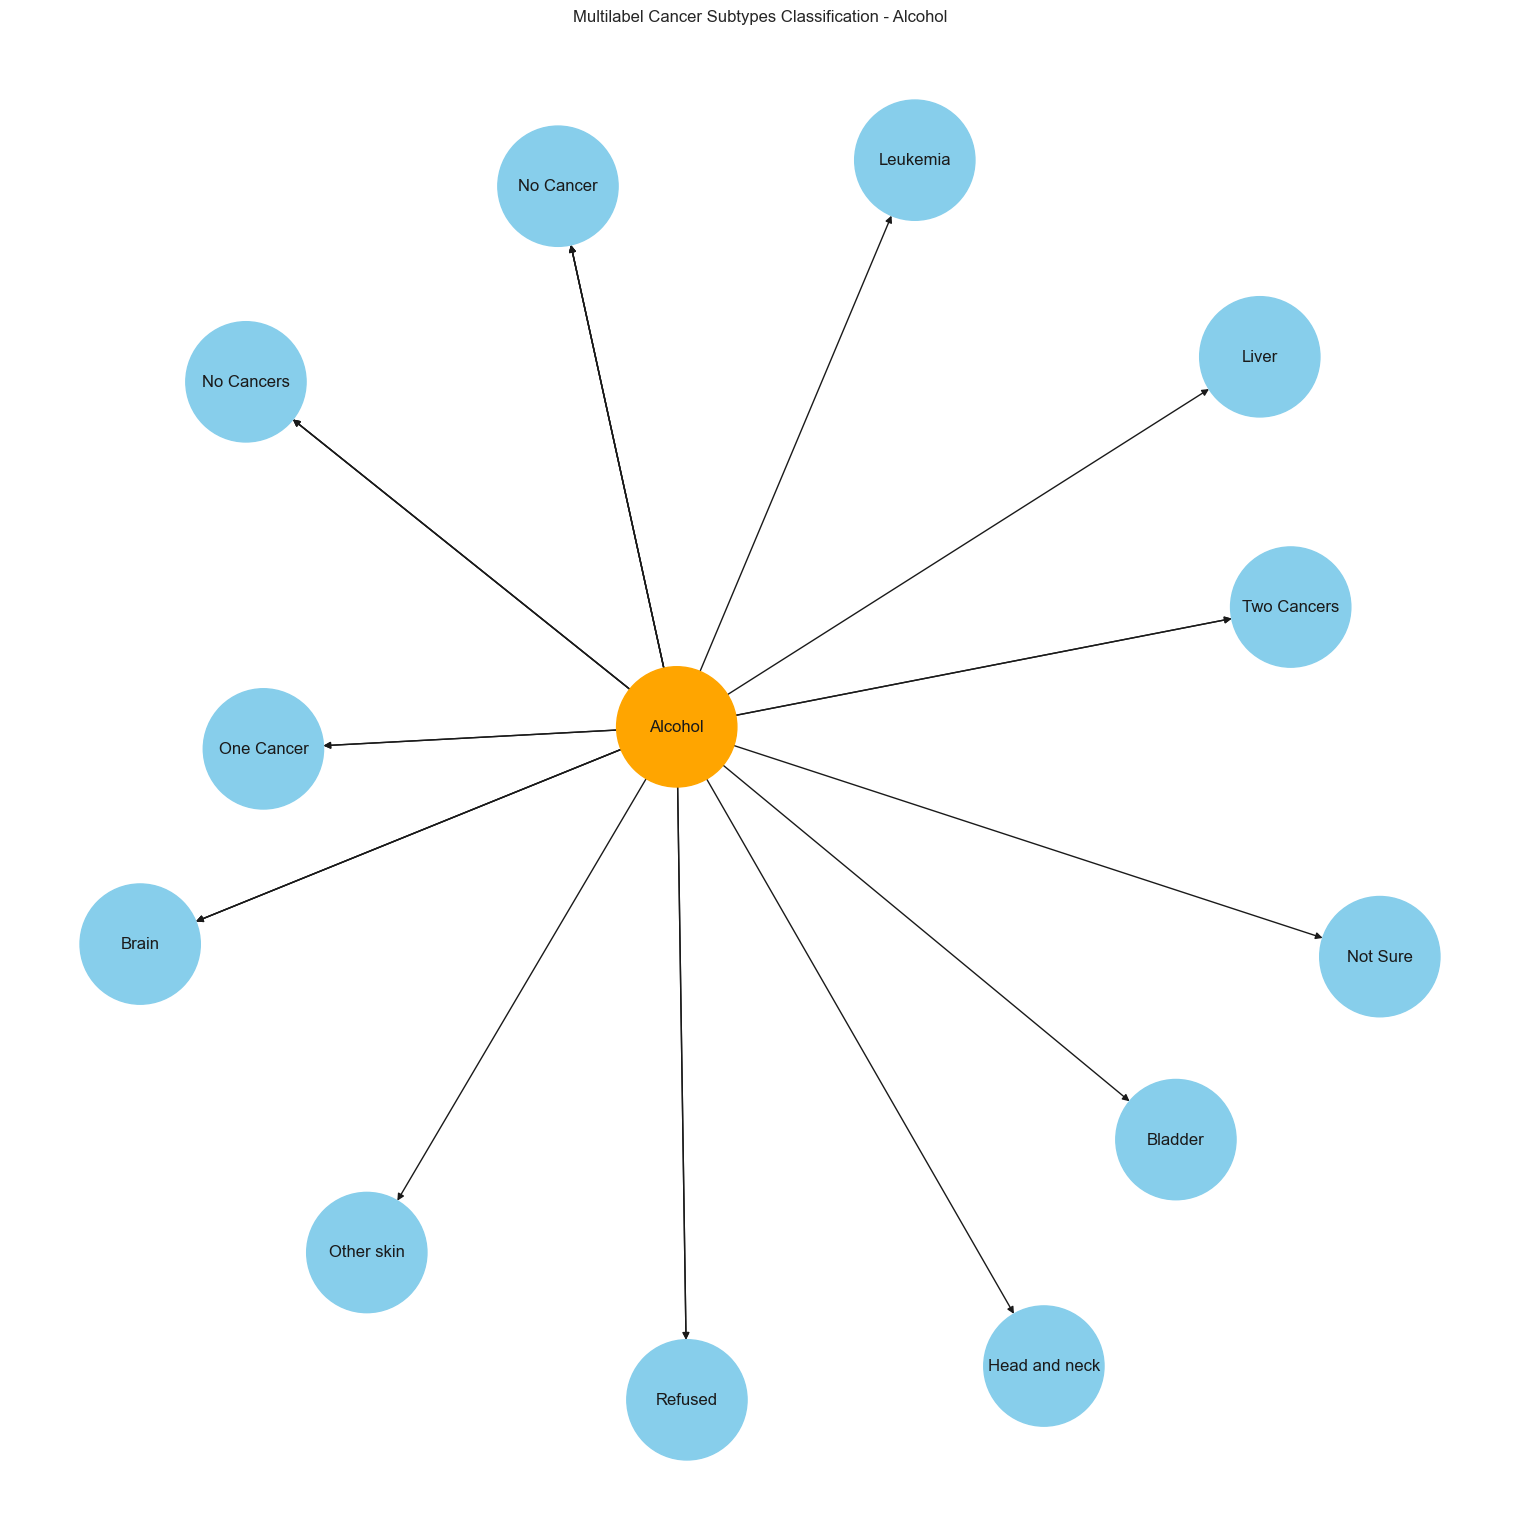 Multilabel Cancer Subtypes Classification - Alcohol
Leukemia
No Cancer
Liver
No Cancers
Two Cancers
Alcohol
One Cancer
Brain
Not Sure
Bladder
Other skin
Head and neck
Refused